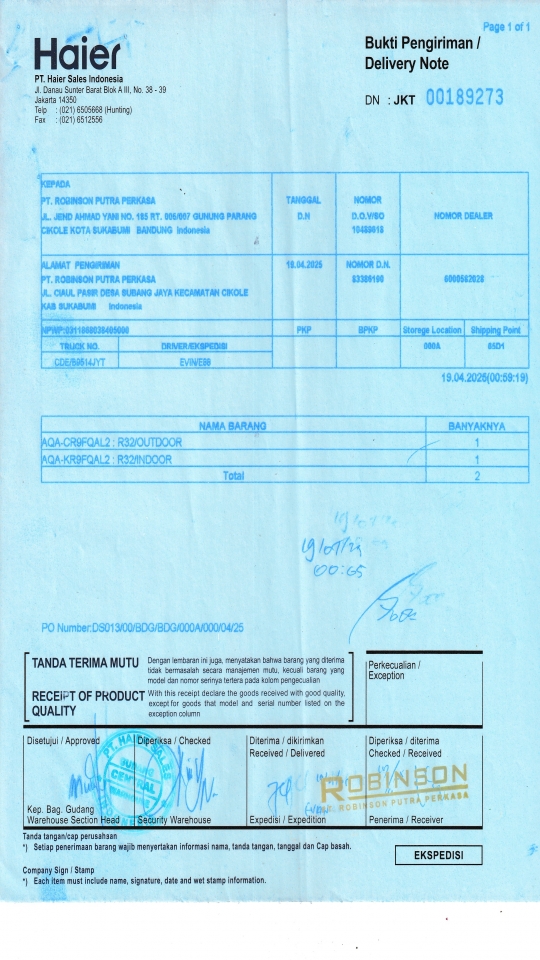 Page 1 of 1
Haier
PT. Haier Sales Indonesia
Jl. Danau Sunter Barat Blok A III, No. 38 - 39
Jakarta 14350
Telp : (021) 6505668 (Hunting)
Fax : (021) 6512556
Bukti Pengiriman /
Delivery Note
DN : JKT 00189273
KEPADA
PT. ROBINSON PUTRA PERKASA
JL. JEND AHMAD YANI NO. 185 RT. 006/007 GUNUNG PARANG
CIKOLE KOTA SUKABUMI BANDUNG Indonesia
TANGGAL
D.N
NOMOR
D.O.V/SO
NOMOR DEALER
ALAMAT PENGIRIMAN
PT. ROBINSON PUTRA PERKASA
JL. CIAUL PASIR DESA SUBANG JAYA KECAMATAN CIKOLE
KAB SUKABUMI Indonesia
19.04.2025
NOMOR D.N.
PKP
BPKP
Storege Location
Shipping Point
TRUCK NO.
DRIVER/EKSPEDISI
000A
EVIN/E88
19.04.2025(00:59:19)
NAMA BARANG
BANYAKNYA
AQA-CR9FQAL2 : R32/OUTDOOR
1
AQA-KR9FQAL2 : R32/INDOOR
1
Total
2
PO Number:DS013/00/BDG/BDG/000A/000/04/25
TANDA TERIMA MUTU
Dengan lembaran ini juga, menyatakan bahwa barang yang diterima
tidak bermasalah secara manajemen mutu, kecuali barang yang
model dan nomor serinya tertera pada kolom pengecualian
RECEIPT OF PRODUCT
QUALITY
With this receipt declare the goods received with good quality,
except for goods that model and serial number listed on the
exception column
Perkecualian /
Exception
Disetujui / Approved
Diperiksa / Checked
Diterima / dikirimkan
Received / Delivered
Diperiksa / diterima
Checked / Received
ROBINSON
PT. ROBINSON PUTRA PERKASA
Kep. Bag. Gudang
Warehouse Section Head
Security Warehouse
Expedisi / Expedition
Penerima / Receiver
Tanda tangan/cap perusahaan
*) Setiap penerimaan barang wajib menyertakan informasi nama, tanda tangan, tanggal dan Cap basah.
EKSPEDISI
Company Sign / Stamp
*) Each item must include name, signature, date and wet stamp information.